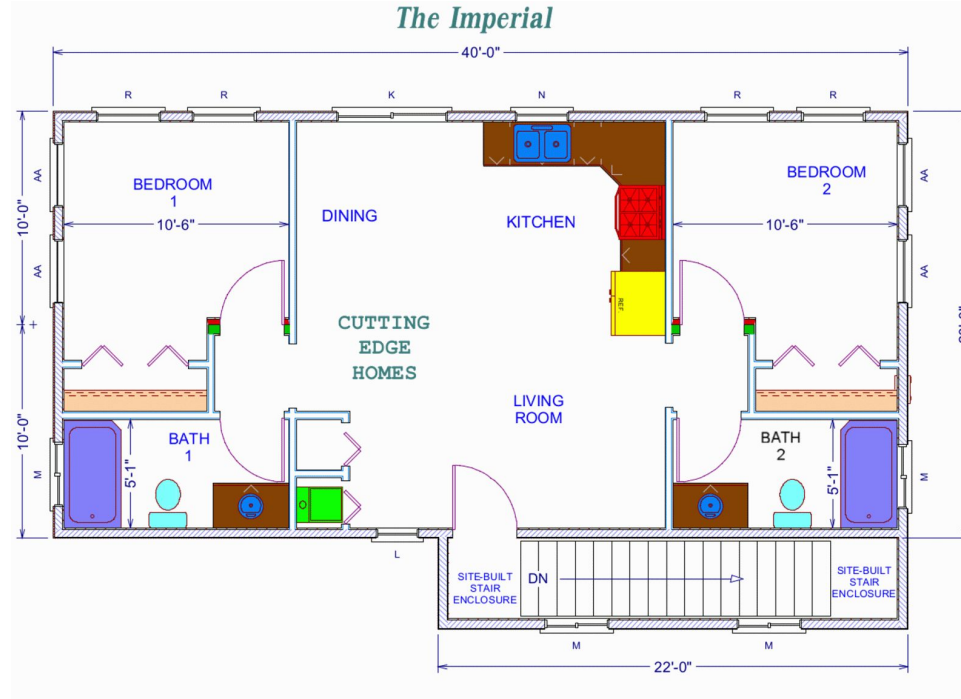 The Imperial
40'-0"
R
R
K
N
R
R
AA
AA
BEDROOM
1
10'-6"
DINING
KITCHEN
BEDROOM
2
10'-6"
AA
AA
10'-0"
REF.
CUTTING
EDGE
HOMES
LIVING
ROOM
10'-0"
M
BATH
1
5'-1"
BATH
2
5'-1"
M
L
SITE-BUILT
STAIR
ENCLOSURE
DN
SITE-BUILT
STAIR
ENCLOSURE
M
M
22'-0"